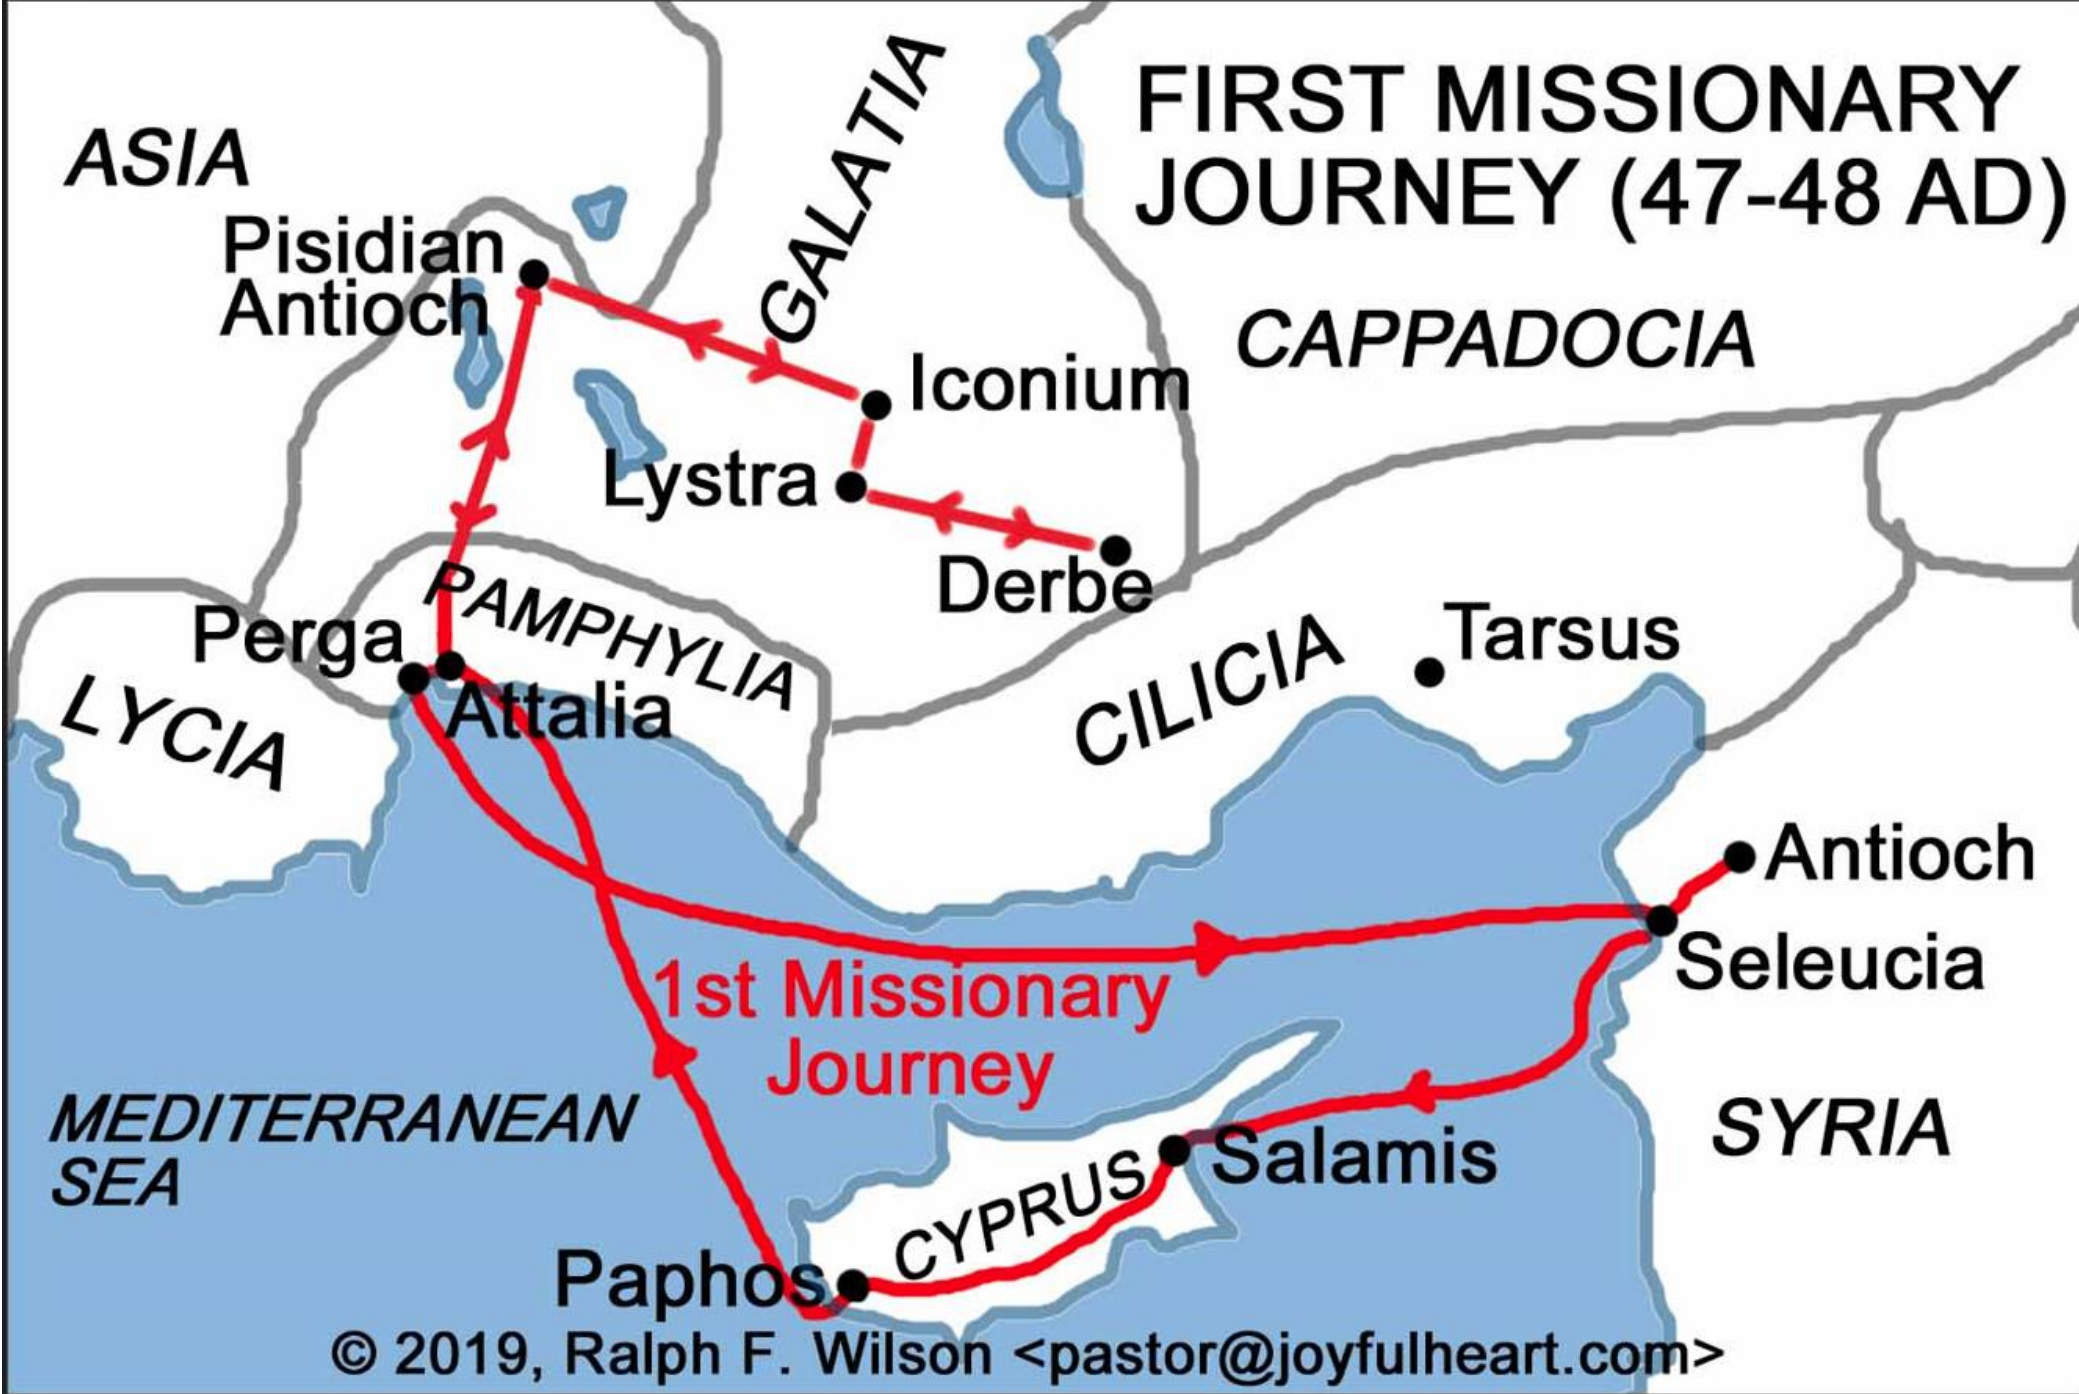 FIRST MISSIONARY
JOURNEY (47-48 AD)
ASIA
GALATIA
Pisidian
Antioch
CAPPADOCIA
Iconium
Lystra
Derbe
PAMPHYLIA
Perga
Attalia
LYCIA
CILICIA
Tarsus
Antioch
Seleucia
1st Missionary
Journey
MEDITERRANEAN
SEA
SYRIA
Salamis
CYPRUS
Paphos
© 2019, Ralph F. Wilson <pastor@joyfulheart.com>